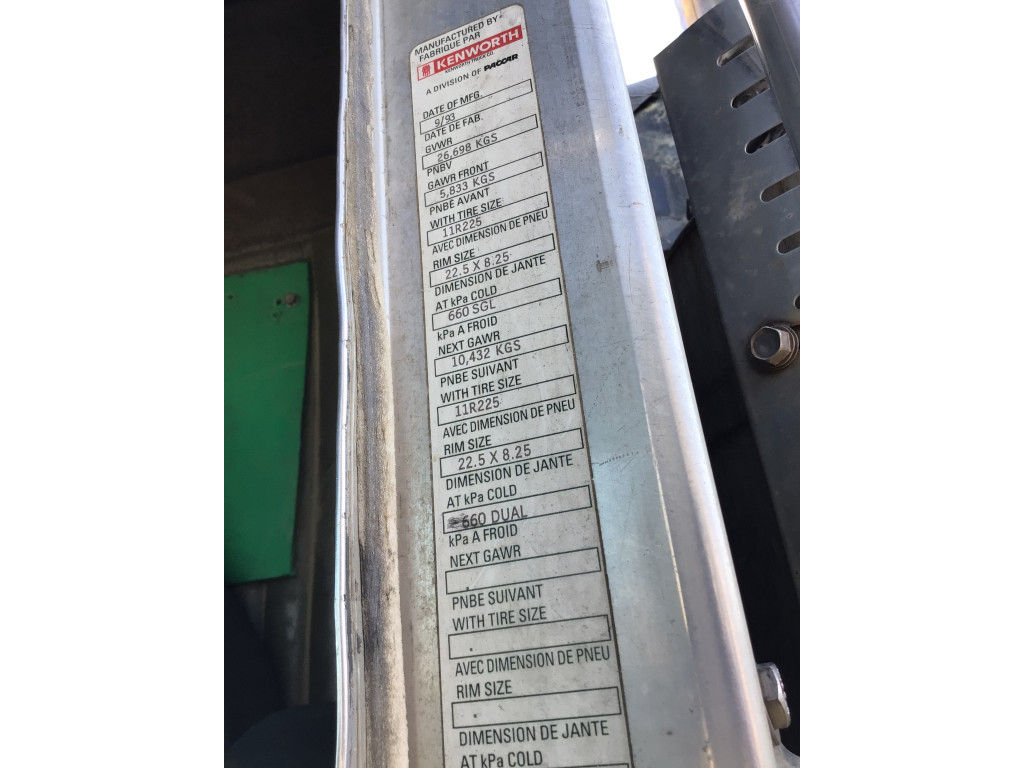 MANUFACTURED BY
FABRIQUE PAR
KENWORTH
KENWORTH TRUCK CO.
A DIVISION OF PACCAR
DATE OF MFG.
9/93
DATE DE FAB.
GVWR
26,698 KGS
PNBV
GAWR FRONT
5,833 KGS
PNBE AVANT
WITH TIRE SIZE
11R225
AVEC DIMENSION DE PNEU
RIM SIZE
22.5 X 8.25
DIMENSION DE JANTE
AT kPa COLD
660 SGL
kPa A FROID
NEXT GAWR
10,432 KGS
PNBE SUIVANT
WITH TIRE SIZE
11R225
AVEC DIMENSION DE PNEU
RIM SIZE
22.5 X 8.25
DIMENSION DE JANTE
AT kPa COLD
660 DUAL
kPa A FROID
NEXT GAWR
PNBE SUIVANT
WITH TIRE SIZE
AVEC DIMENSION DE PNEU
RIM SIZE
DIMENSION DE JANTE
AT kPa COLD